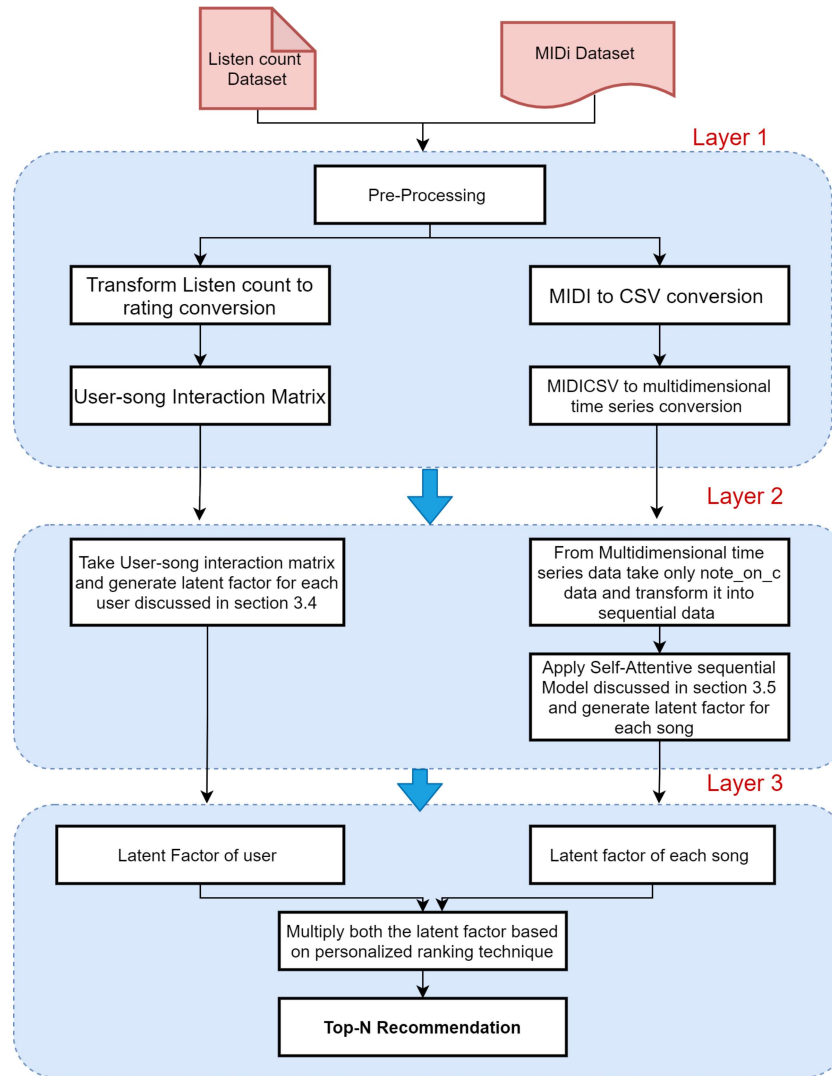 Listen count
Dataset
MIDi Dataset
Layer 1
Pre-Processing
Transform Listen count to
rating conversion
MIDI to CSV conversion
User-song Interaction Matrix
MIDICSV to multidimensional
time series conversion
Layer 2
Take User-song interaction matrix
and generate latent factor for each
user discussed in section 3.4
From Multidimensional time
series data take only note_on_c
data and transform it into
sequential data
Apply Self-Attentive sequential
Model discussed in section 3.5
and generate latent factor for
each song
Layer 3
Latent Factor of user
Latent factor of each song
Multiply both the latent factor based
on personalized ranking technique
Top-N Recommendation